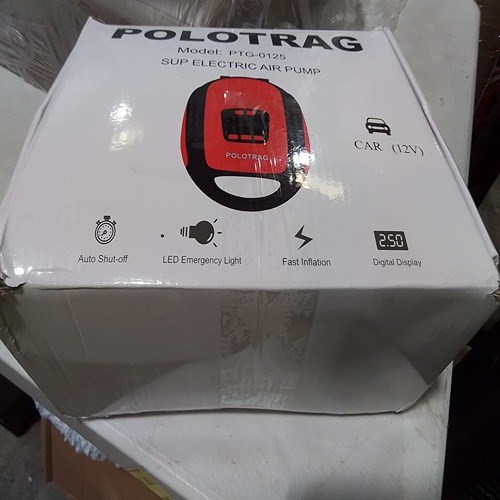 POLOTRAG
Model: PTG-0125
SUP ELECTRIC AIR PUMP
POLOTRAG
CAR (12V)
2.50
Auto Shut-off
LED Emergency Light
Fast Inflation
Digital Display